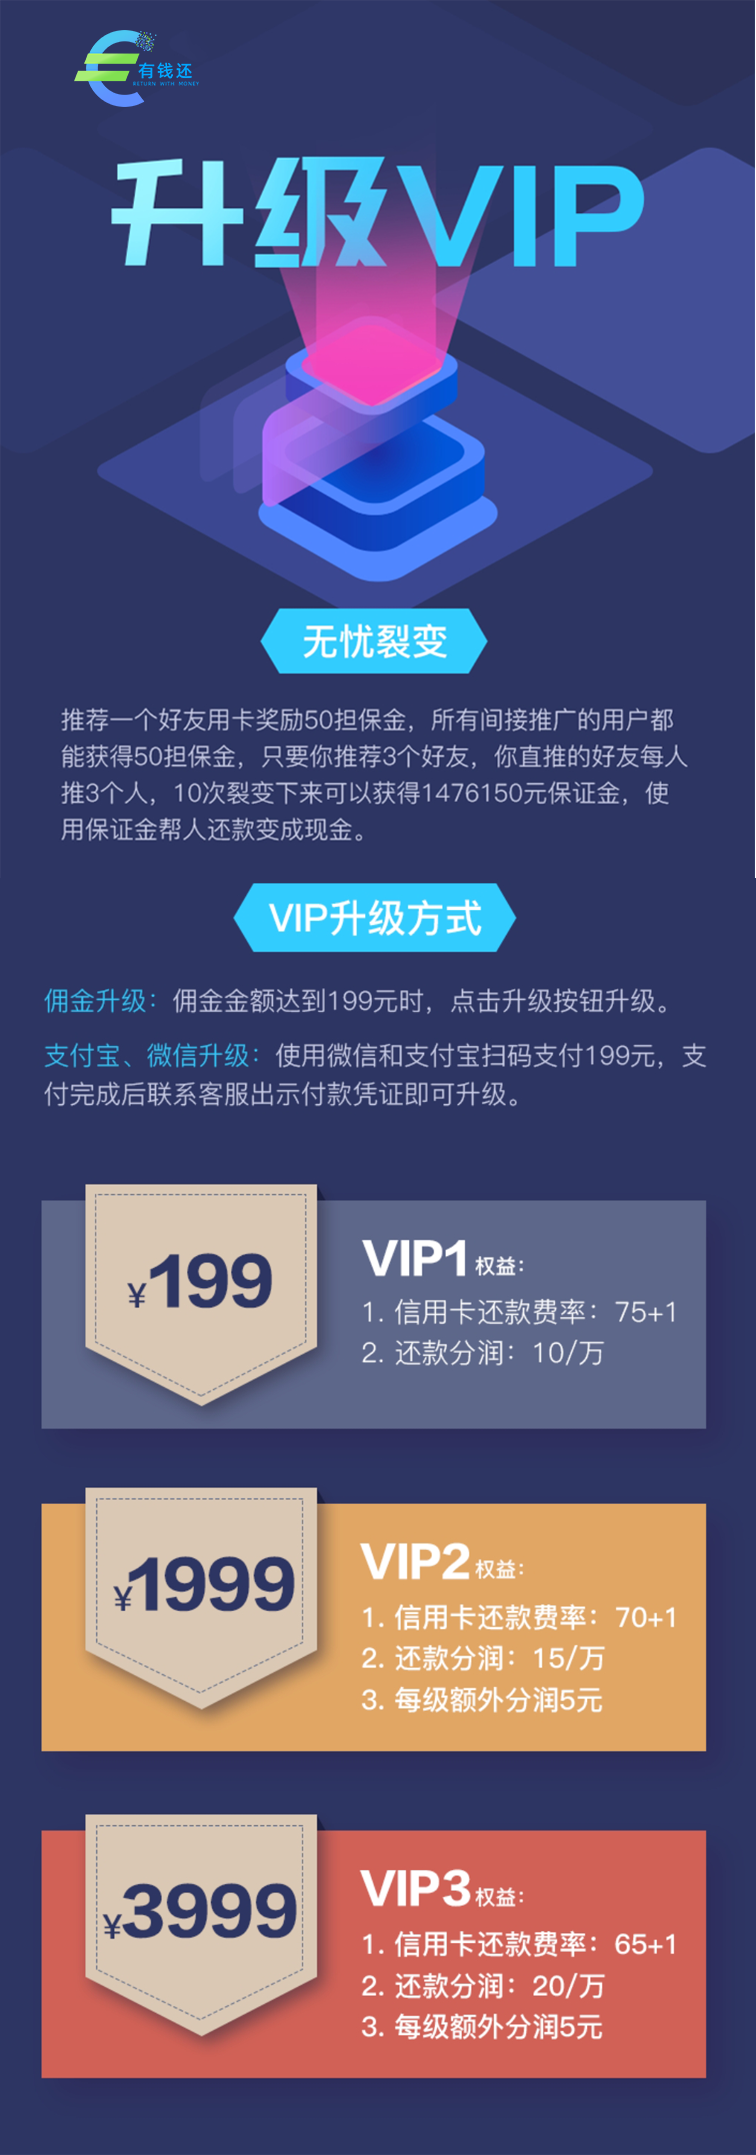 有钱还
RETURN WITH MONEY
升级VIP
无忧裂变
推荐一个好友用卡奖励50担保金，所有间接推广的用户都
能获得50担保金，只要你推荐3个好友，你直推的好友每人
推3个人，10次裂变下来可以获得1476150元保证金，使
用保证金帮人还款变成现金。
VIP升级方式
佣金升级：佣金金额达到199元时，点击升级按钮升级。
支付宝、微信升级：使用微信和支付宝扫码支付199元，支
付完成后联系客服出示付款凭证即可升级。
¥199
VIP1权益：
1. 信用卡还款费率：75+1
2. 还款分润：10/万
¥1999
VIP2权益：
1. 信用卡还款费率：70+1
2. 还款分润：15/万
3. 每级额外分润5元
¥3999
VIP3权益：
1. 信用卡还款费率：65+1
2. 还款分润：20/万
3. 每级额外分润5元